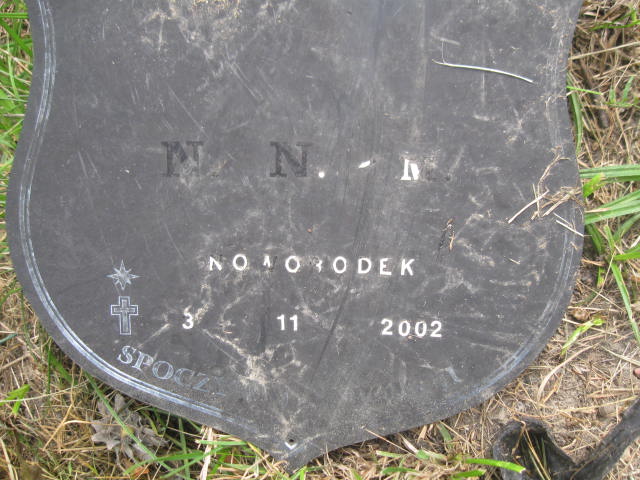 N. N. - M.
NOWORODEK
3 11 2002
SPOCZ